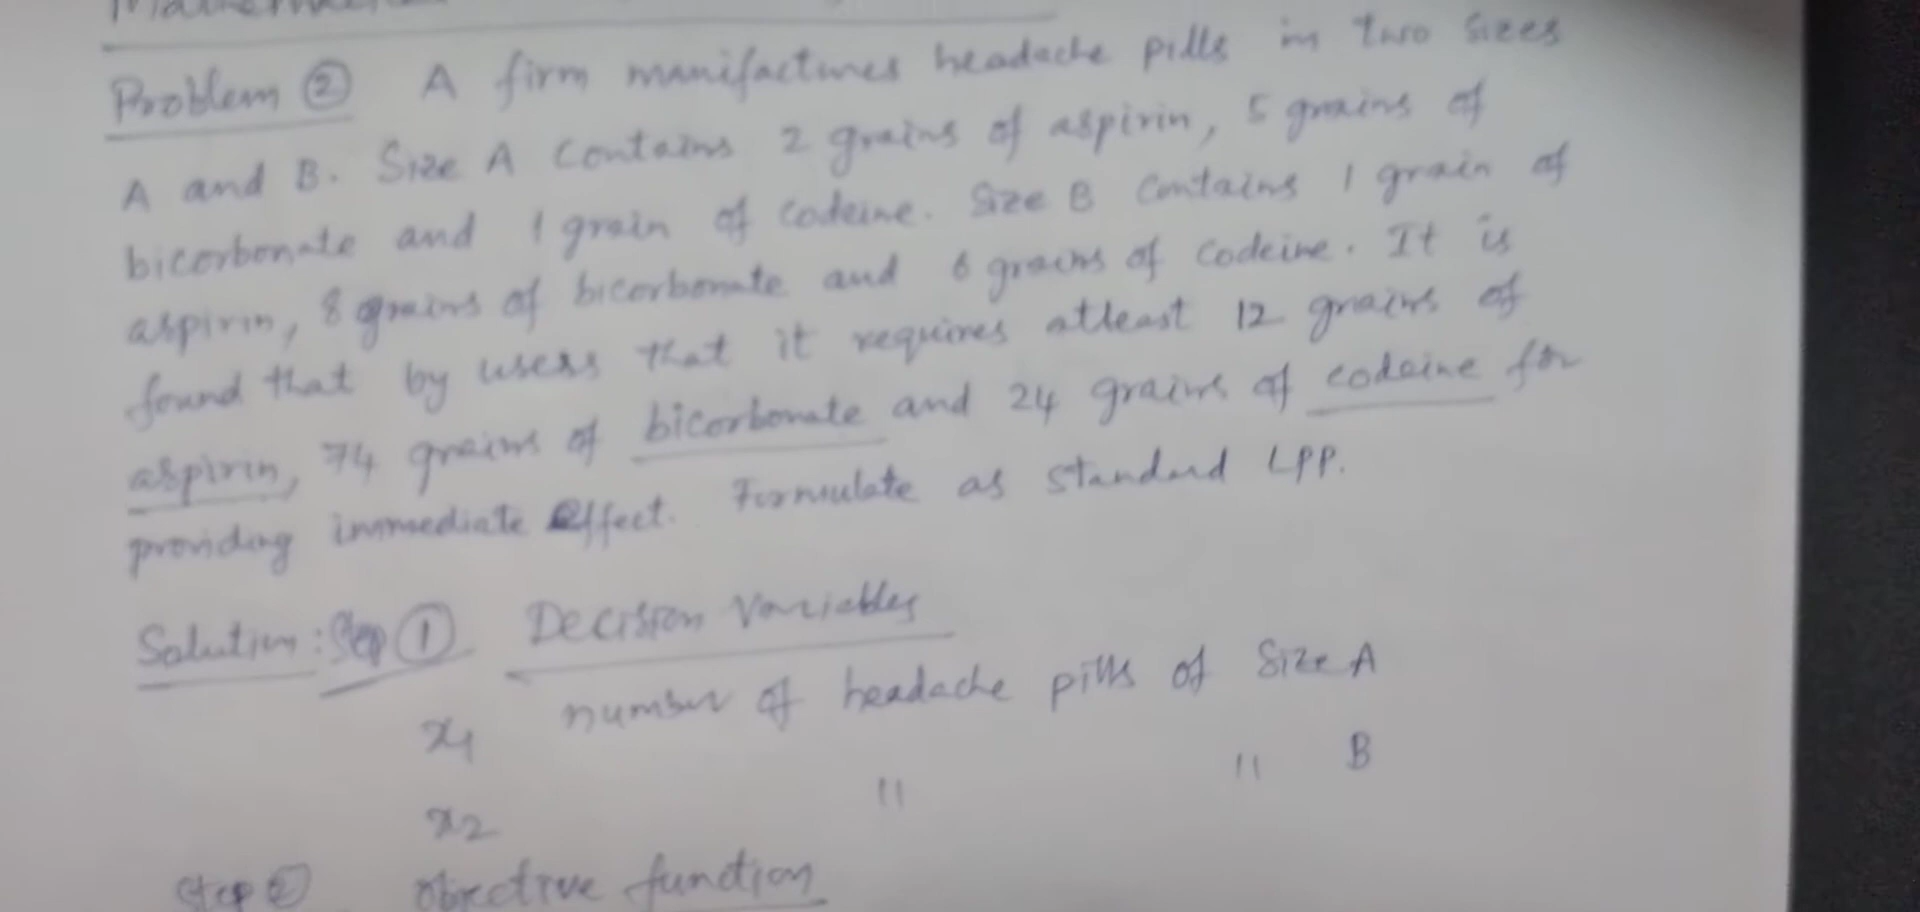 Problem ② A firm manifactures headache pills in two sizes
A and B. Size A contains 2 grains of aspirin, 5 grains of
bicorbonate and 1 grain of codeine. Size B contains 1 grain of
aspirin, 8 grains of bicorbonate and 6 grains of codeine. It is
found that by users that it requires atleast 12 grains of
aspirin, 74 grains of bicorbonate and 24 grains of codeine for
providing immediate effect. Formulate as standard LPP.
Solution: Step ① Decision Variables
x1 number of headache pills of Size A
x2 " " B
Step ② objective function